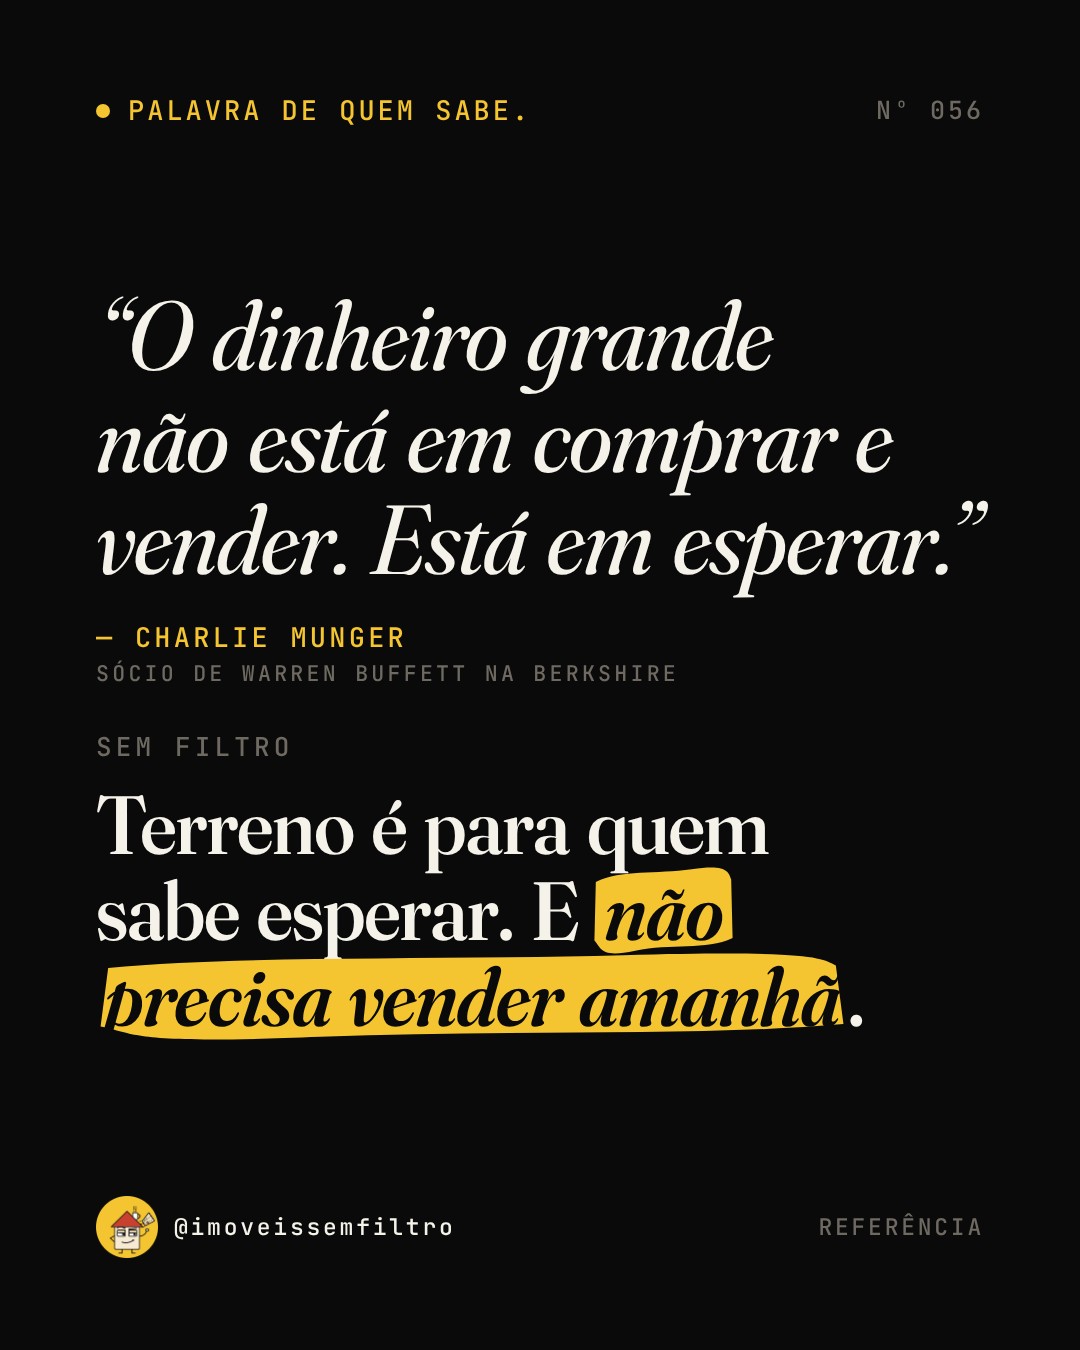 PALAVRA DE QUEM SABE.
Nº 056
“O dinheiro grande
não está em comprar e
vender. Está em esperar.”
— CHARLIE MUNGER
SÓCIO DE WARREN BUFFETT NA BERKSHIRE
SEM FILTRO
Terreno é para quem
sabe esperar. E não
precisa vender amanhã.
@imoveissemfiltro
REFERÊNCIA